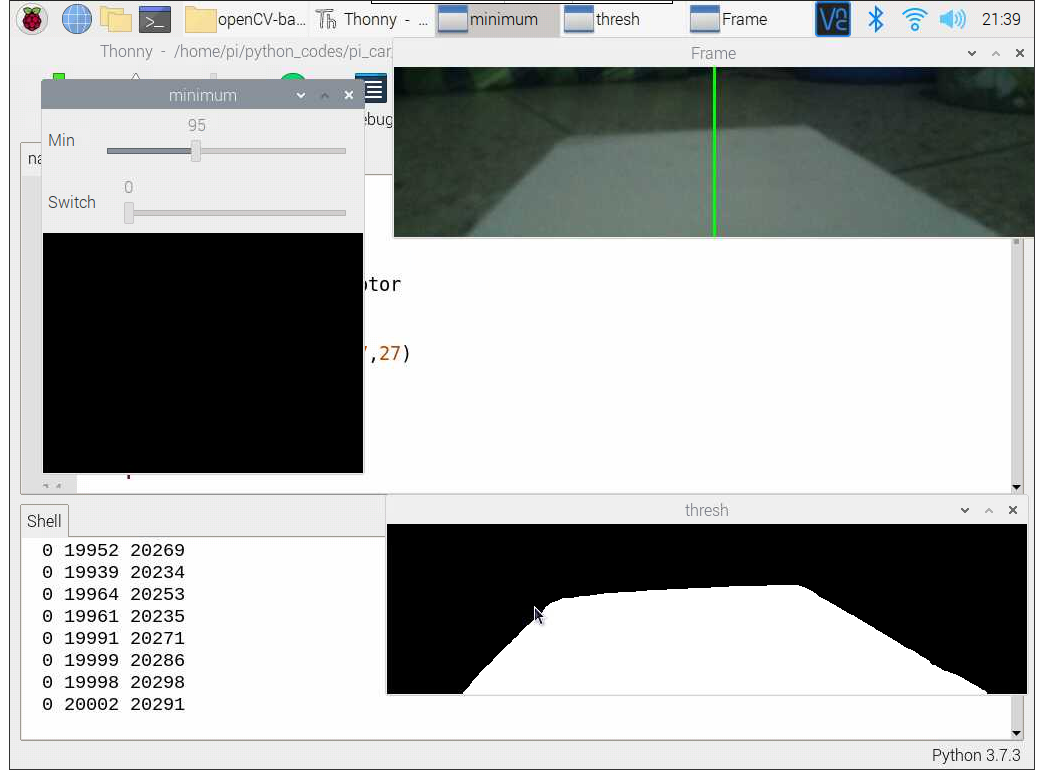 openCV-ba... Thonny - ... minimum thresh Frame 21:39
Thonny - /home/pi/python_codes/pi_car
Frame
minimum
95
Min
0
Switch
ebug
na
otor
,27)
Shell
thresh
0 19952 20269
0 19939 20234
0 19964 20253
0 19961 20235
0 19991 20271
0 19999 20286
0 19998 20298
0 20002 20291
Python 3.7.3